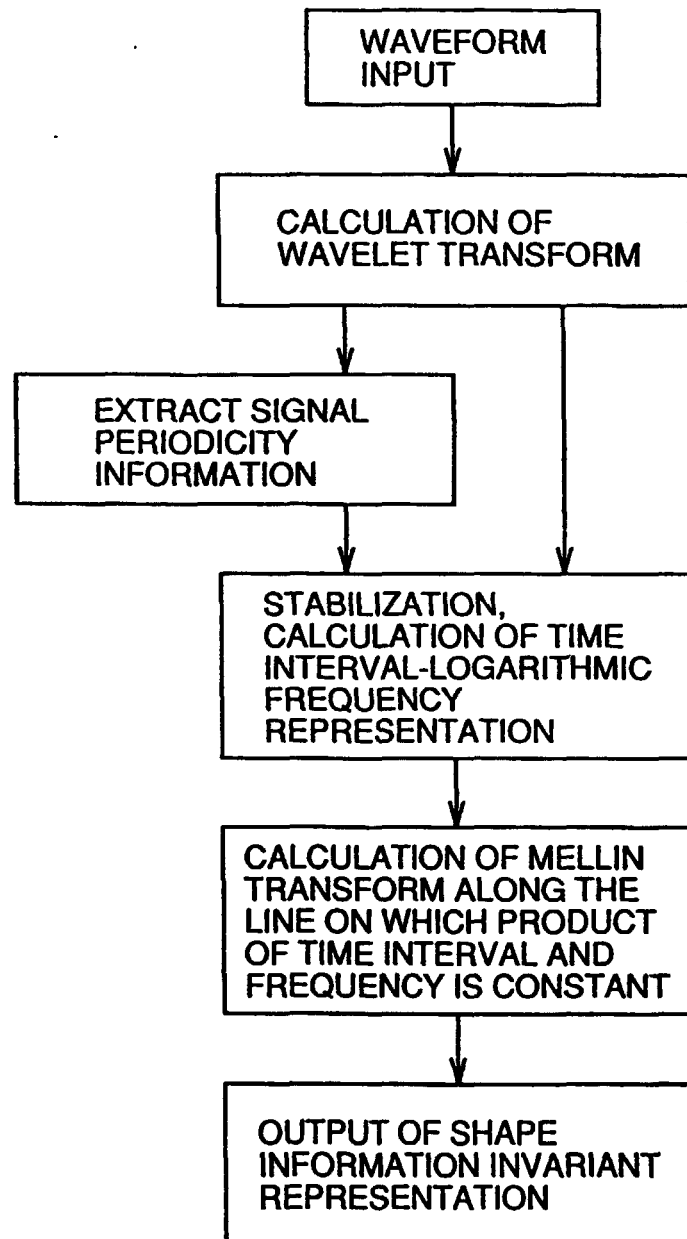 WAVEFORM
INPUT
CALCULATION OF
WAVELET TRANSFORM
EXTRACT SIGNAL
PERIODICITY
INFORMATION
STABILIZATION,
CALCULATION OF TIME
INTERVAL-LOGARITHMIC
FREQUENCY
REPRESENTATION
CALCULATION OF MELLIN
TRANSFORM ALONG THE
LINE ON WHICH PRODUCT
OF TIME INTERVAL AND
FREQUENCY IS CONSTANT
OUTPUT OF SHAPE
INFORMATION INVARIANT
REPRESENTATION